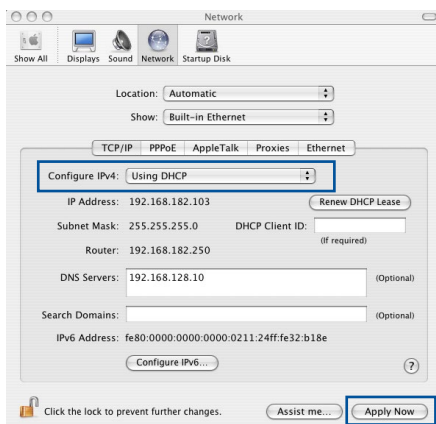 Network
Show All Displays Sound Network Startup Disk
Location: Automatic
Show: Built-in Ethernet
TCP/IP PPPoE AppleTalk Proxies Ethernet
Configure IPv4: Using DHCP
IP Address: 192.168.182.103 Renew DHCP Lease
Subnet Mask: 255.255.255.0 DHCP Client ID:
(If required)
Router: 192.168.182.250
DNS Servers: 192.168.128.10 (Optional)
Search Domains: (Optional)
IPv6 Address: fe80:0000:0000:0000:0211:24ff:fe32:b18e
Configure IPv6... ?
Click the lock to prevent further changes. Assist me... Apply Now